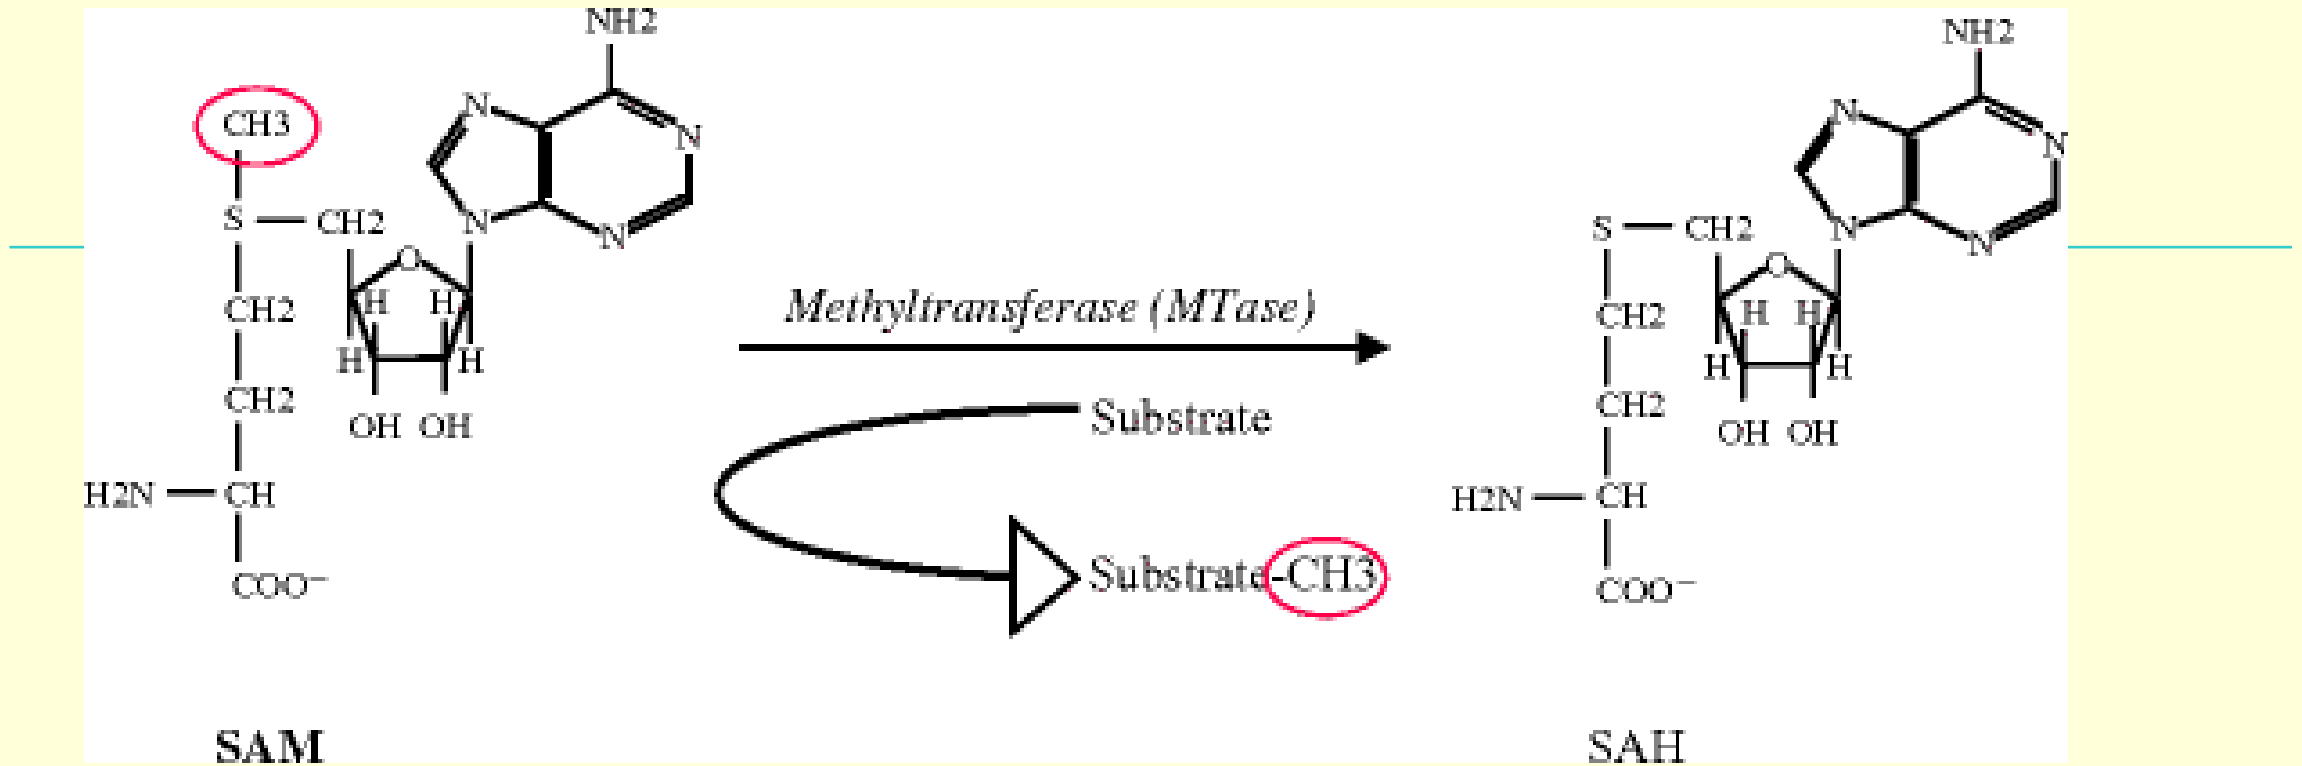 NH2
N
N
N
N
CH3
S
CH2
O
H
H
H
H
CH2
CH2
OH OH
H2N
CH
COO⁻
SAM
Methyltransferase (MTase)
Substrate
Substrate-CH3
NH2
N
N
N
N
S
CH2
O
H
H
H
H
CH2
CH2
OH OH
H2N
CH
COO⁻
SAH